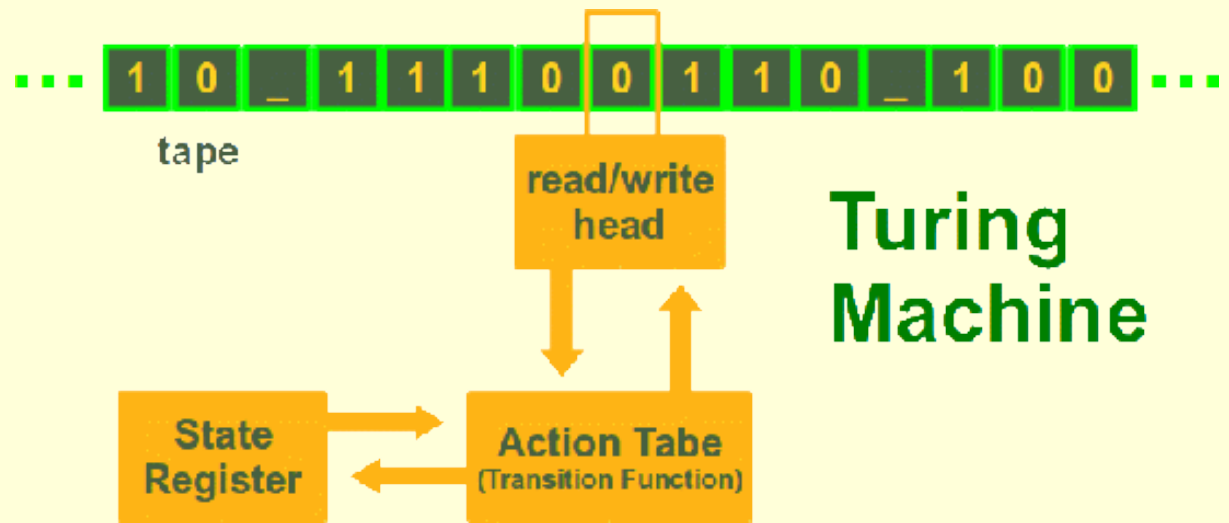 1 0 _ 1 1 1 0 0 1 1 0 _ 1 0 0
tape
read/write
head
Turing
Machine
State
Register
Action Tabe
(Transition Function)